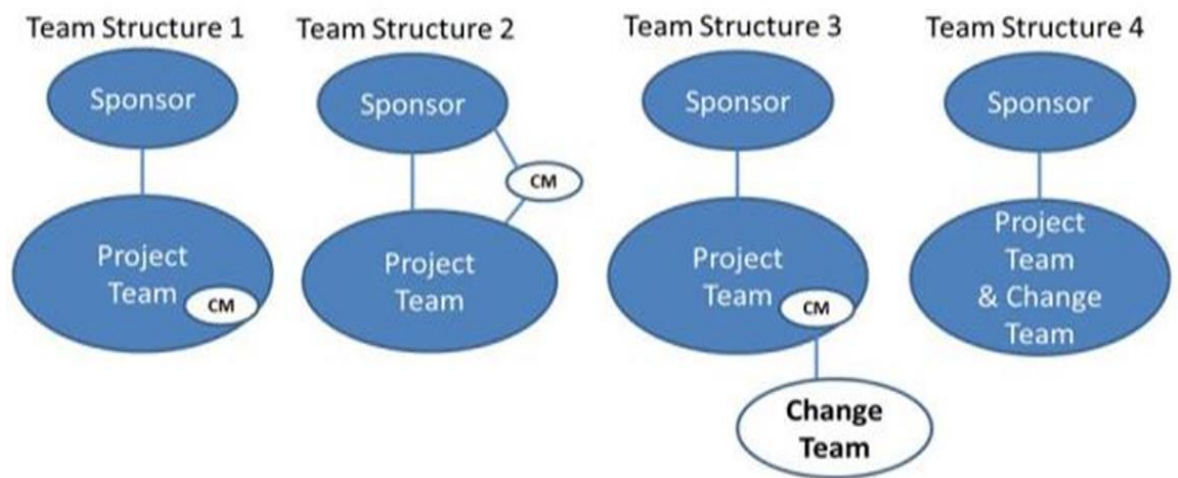 Team Structure 1
Sponsor
Project
Team
CM
Team Structure 2
Sponsor
CM
Project
Team
Team Structure 3
Sponsor
Project
Team
CM
Change
Team
Team Structure 4
Sponsor
Project
Team
& Change
Team